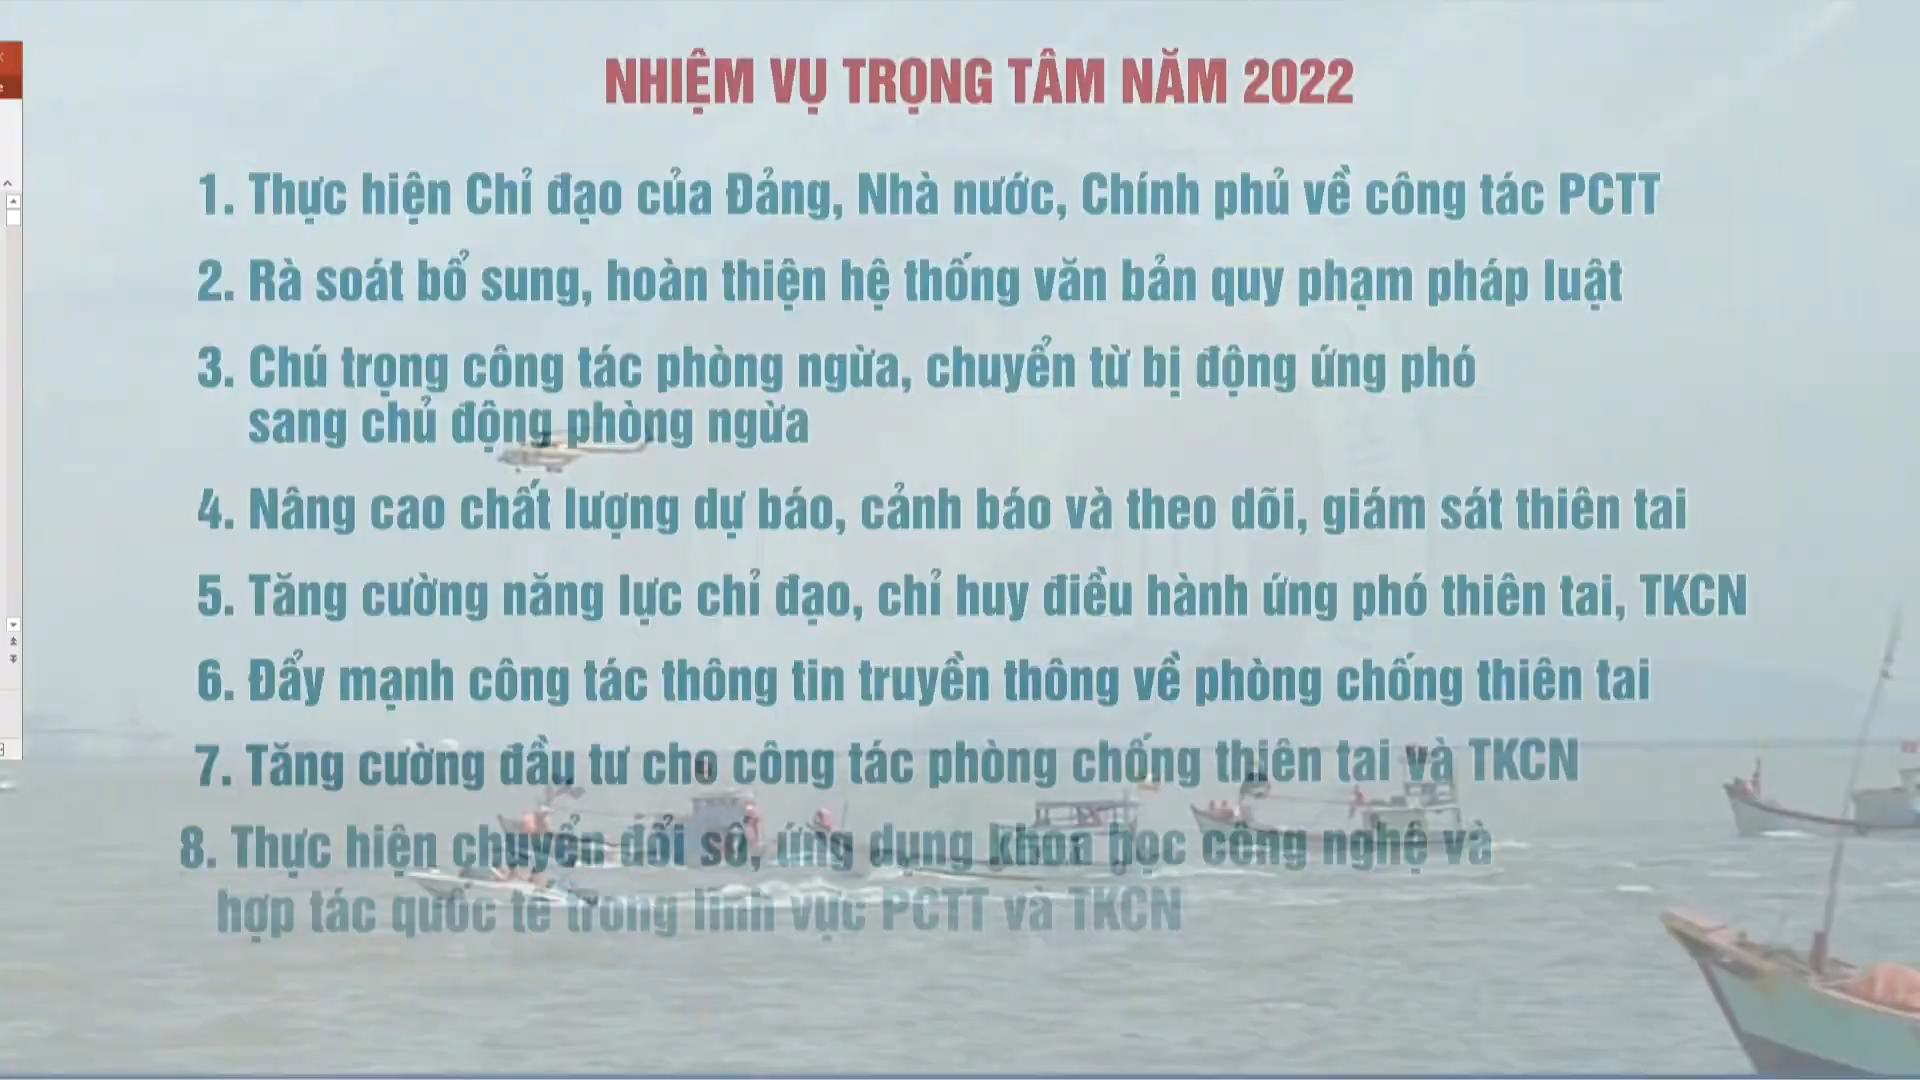 NHIỆM VỤ TRỌNG TÂM NĂM 2022
1. Thực hiện Chỉ đạo của Đảng, Nhà nước, Chính phủ về công tác PCTT
2. Rà soát bổ sung, hoàn thiện hệ thống văn bản quy phạm pháp luật
3. Chú trọng công tác phòng ngừa, chuyển từ bị động ứng phó
sang chủ động phòng ngừa
4. Nâng cao chất lượng dự báo, cảnh báo và theo dõi, giám sát thiên tai
5. Tăng cường năng lực chỉ đạo, chỉ huy điều hành ứng phó thiên tai, TKCN
6. Đẩy mạnh công tác thông tin truyền thông về phòng chống thiên tai
7. Tăng cường đầu tư cho công tác phòng chống thiên tai và TKCN
8. Thực hiện chuyển đổi số, ứng dụng khoa học công nghệ và
hợp tác quốc tế trong lĩnh vực PCTT và TKCN